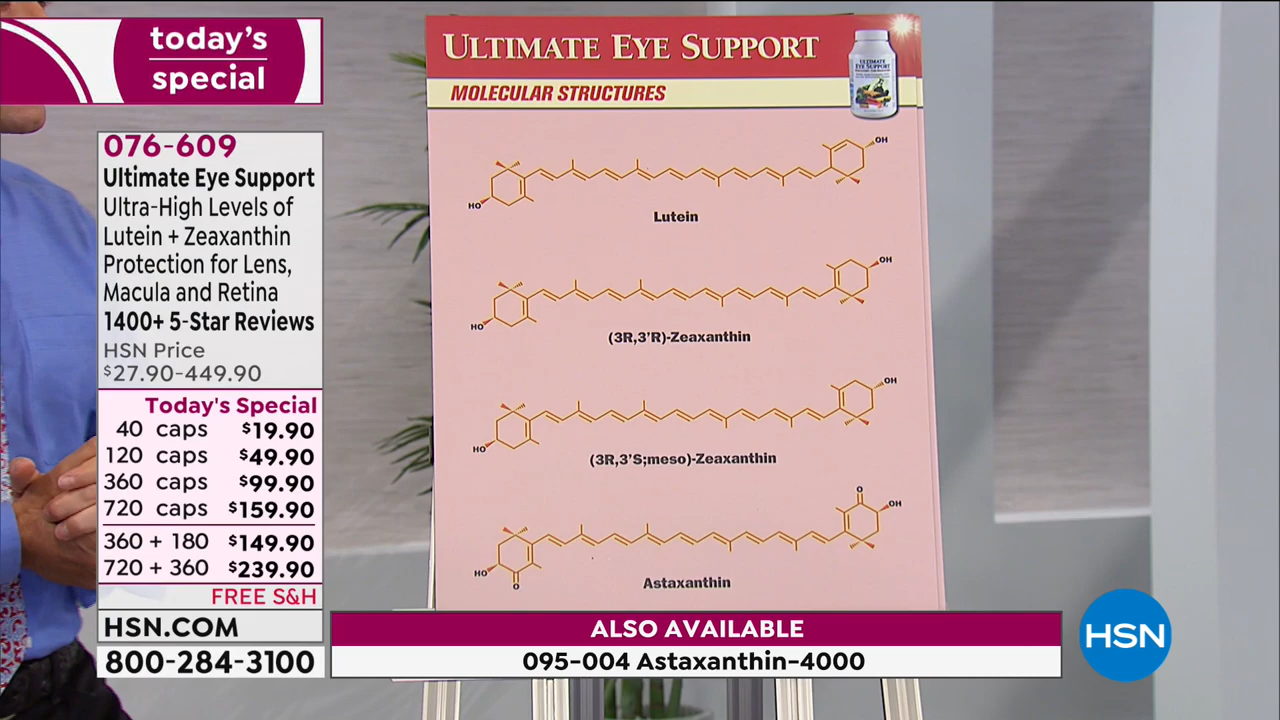 today's
special
076-609
Ultimate Eye Support
Ultra-High Levels of
Lutein + Zeaxanthin
Protection for Lens,
Macula and Retina
1400+ 5-Star Reviews
HSN Price
$27.90-449.90
Today's Special
40 caps $19.90
120 caps $49.90
360 caps $99.90
720 caps $159.90
360 + 180 $149.90
720 + 360 $239.90
FREE S&H
HSN.COM
800-284-3100
ULTIMATE EYE SUPPORT
MOLECULAR STRUCTURES
ULTIMATE
EYE SUPPORT
OH
HO
Lutein
OH
HO
(3R,3'R)-Zeaxanthin
OH
HO
(3R,3'S;meso)-Zeaxanthin
O
OH
HO
O
Astaxanthin
ALSO AVAILABLE
095-004 Astaxanthin-4000
HSN